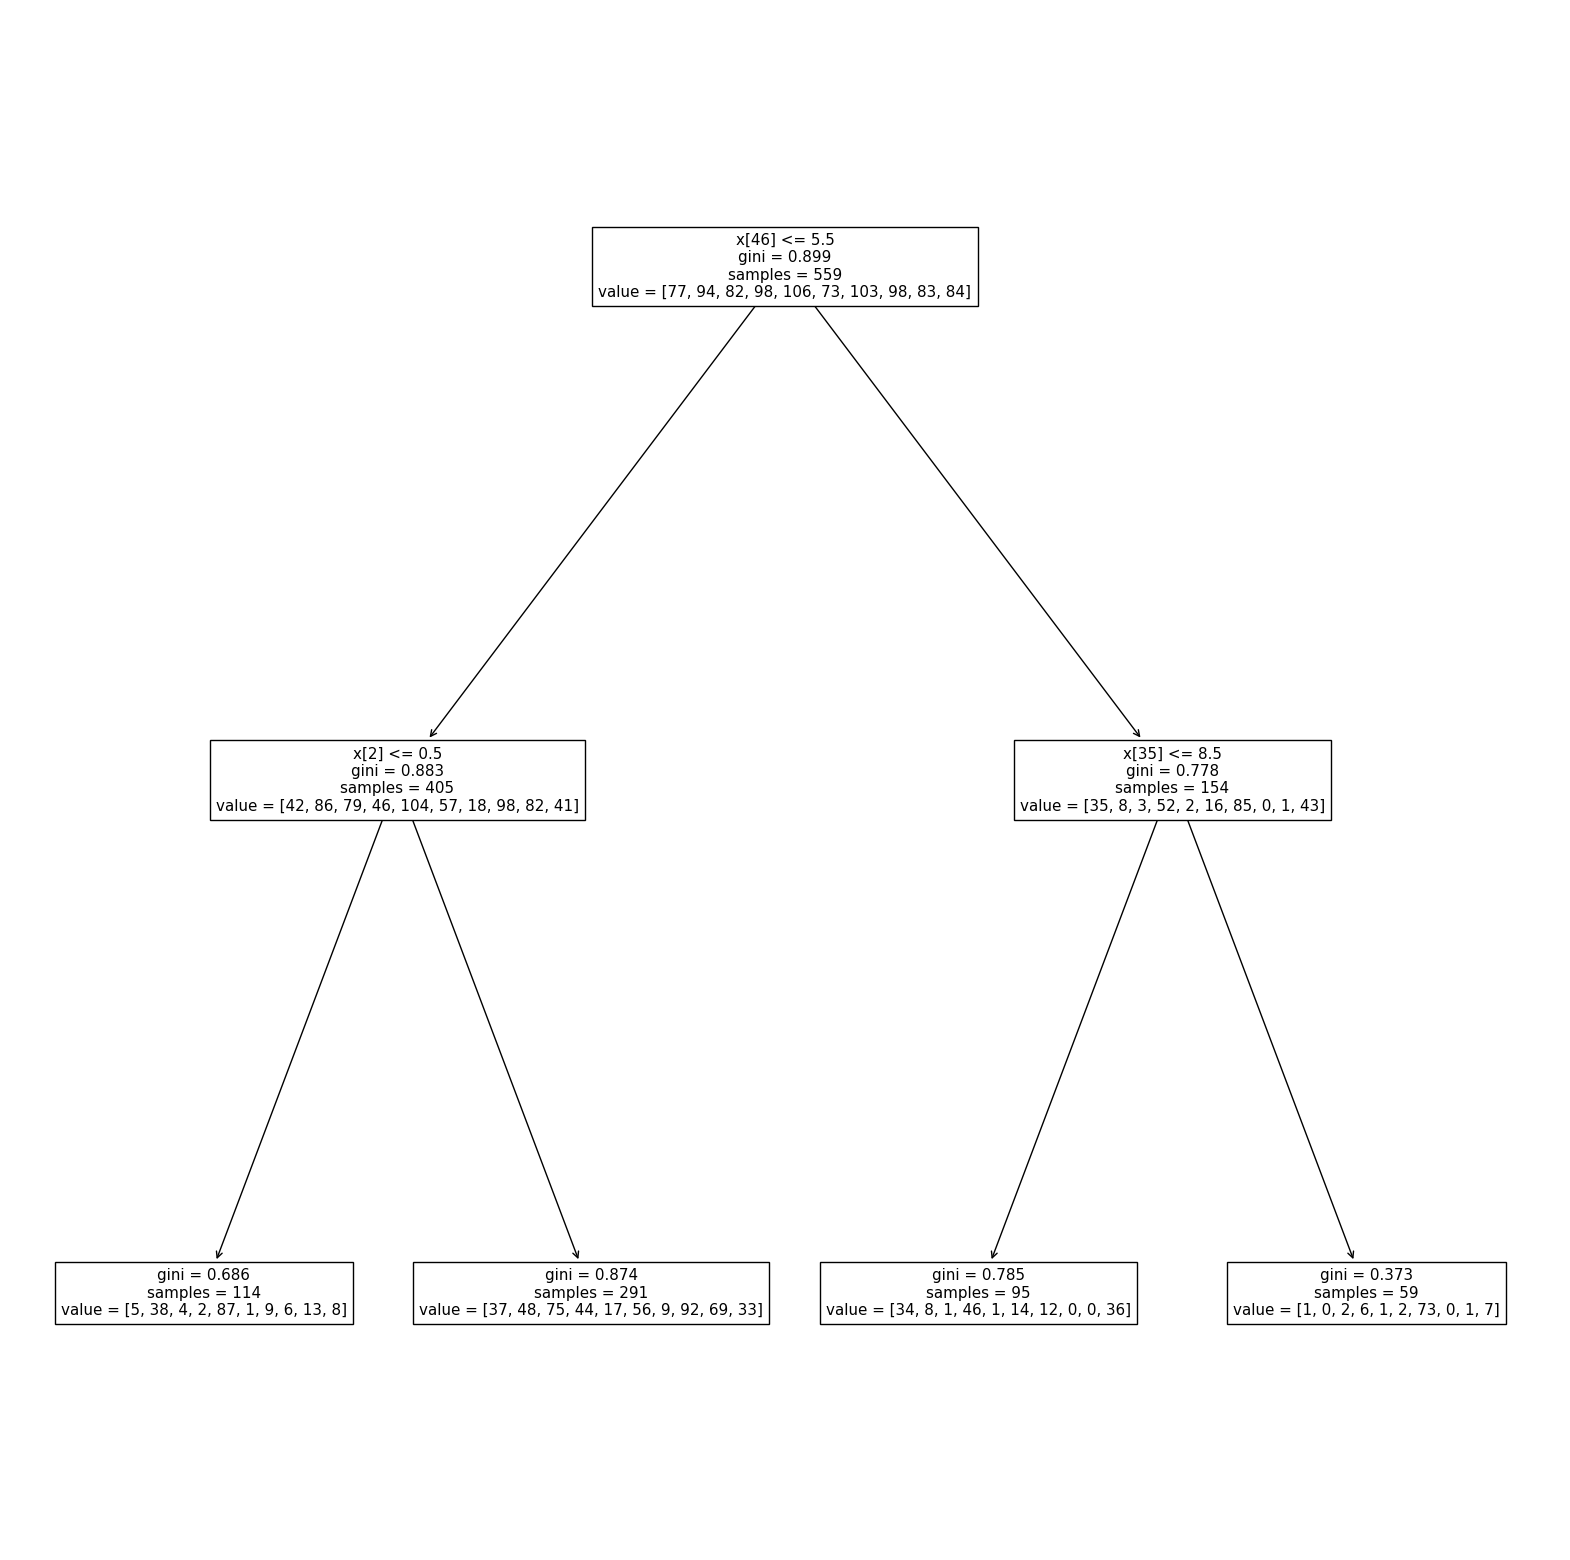 x[46] <= 5.5
gini = 0.899
samples = 559
value = [77, 94, 82, 98, 106, 73, 103, 98, 83, 84]
x[2] <= 0.5
gini = 0.883
samples = 405
value = [42, 86, 79, 46, 104, 57, 18, 98, 82, 41]
x[35] <= 8.5
gini = 0.778
samples = 154
value = [35, 8, 3, 52, 2, 16, 85, 0, 1, 43]
gini = 0.686
samples = 114
value = [5, 38, 4, 2, 87, 1, 9, 6, 13, 8]
gini = 0.874
samples = 291
value = [37, 48, 75, 44, 17, 56, 9, 92, 69, 33]
gini = 0.785
samples = 95
value = [34, 8, 1, 46, 1, 14, 12, 0, 0, 36]
gini = 0.373
samples = 59
value = [1, 0, 2, 6, 1, 2, 73, 0, 1, 7]